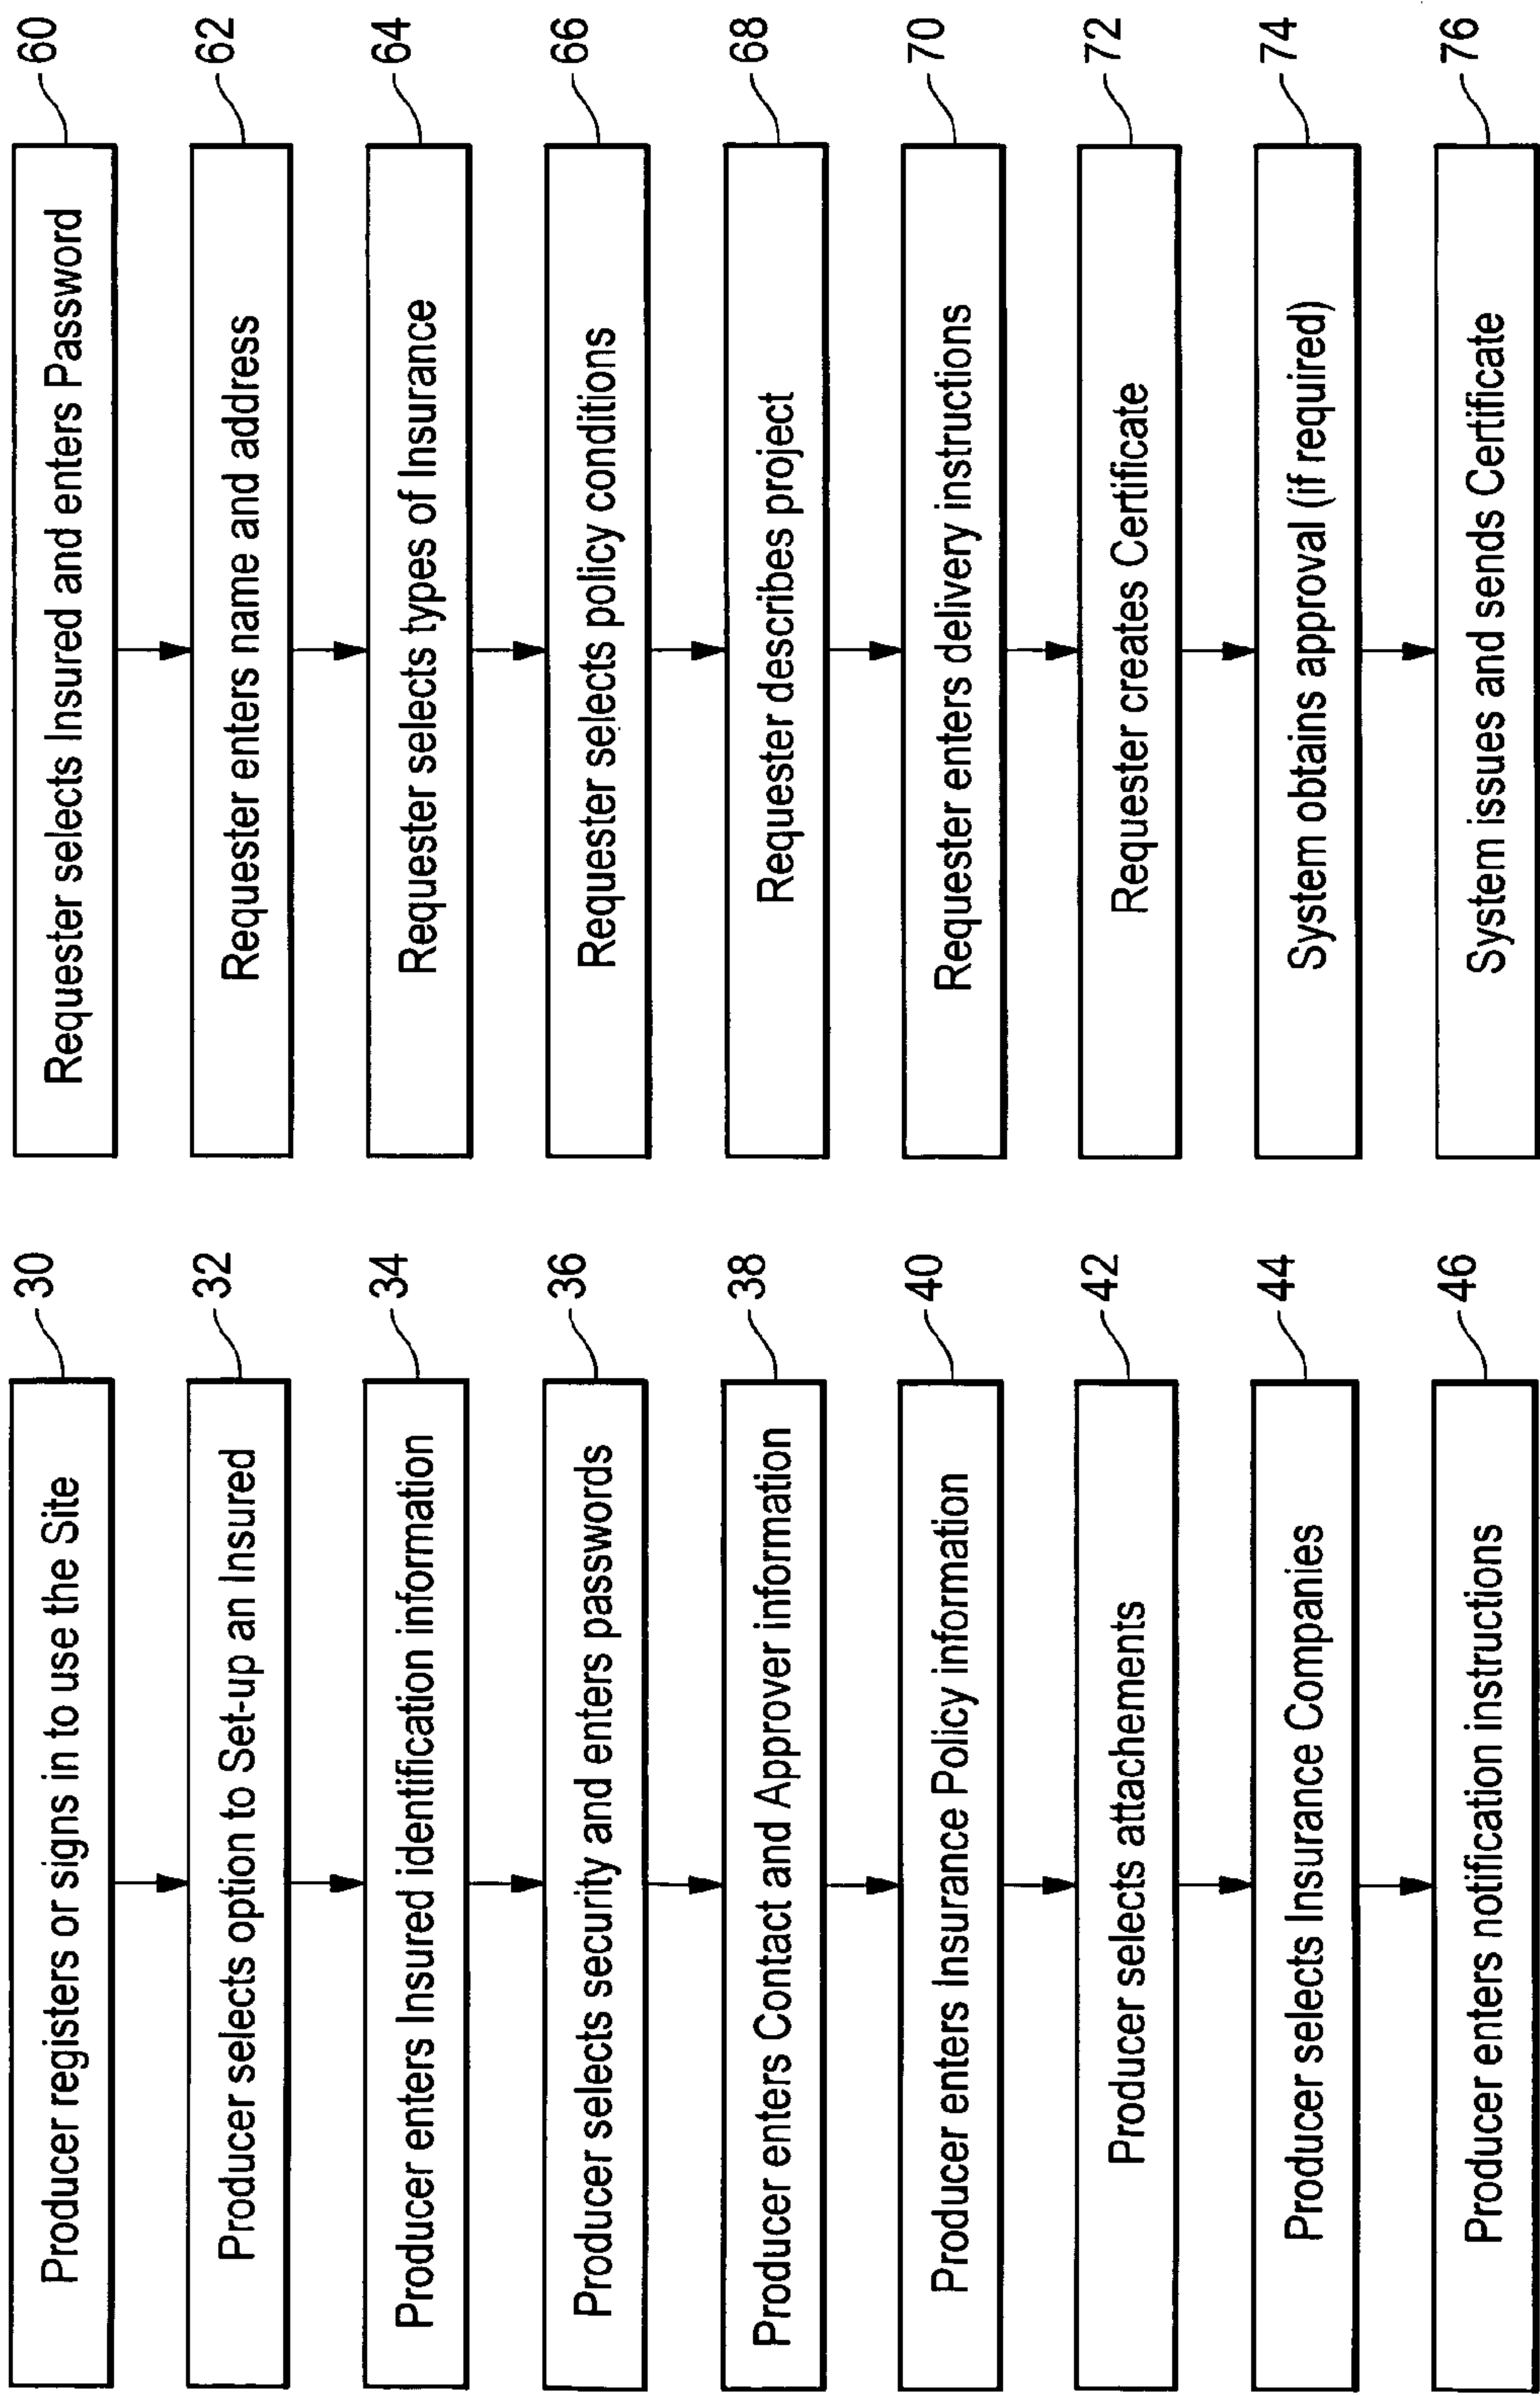 Producer registers or signs in to use the Site
30
Producer selects option to Set-up an Insured
32
Producer enters Insured identification information
34
Producer selects security and enters passwords
36
Producer enters Contact and Approver information
38
Producer enters Insurance Policy information
40
Producer selects attachements
42
Producer selects Insurance Companies
44
Producer enters notification instructions
46
Requester selects Insured and enters Password
60
Requester enters name and address
62
Requester selects types of Insurance
64
Requester selects policy conditions
66
Requester describes project
68
Requester enters delivery instructions
70
Requester creates Certificate
72
System obtains approval (if required)
74
System issues and sends Certificate
76